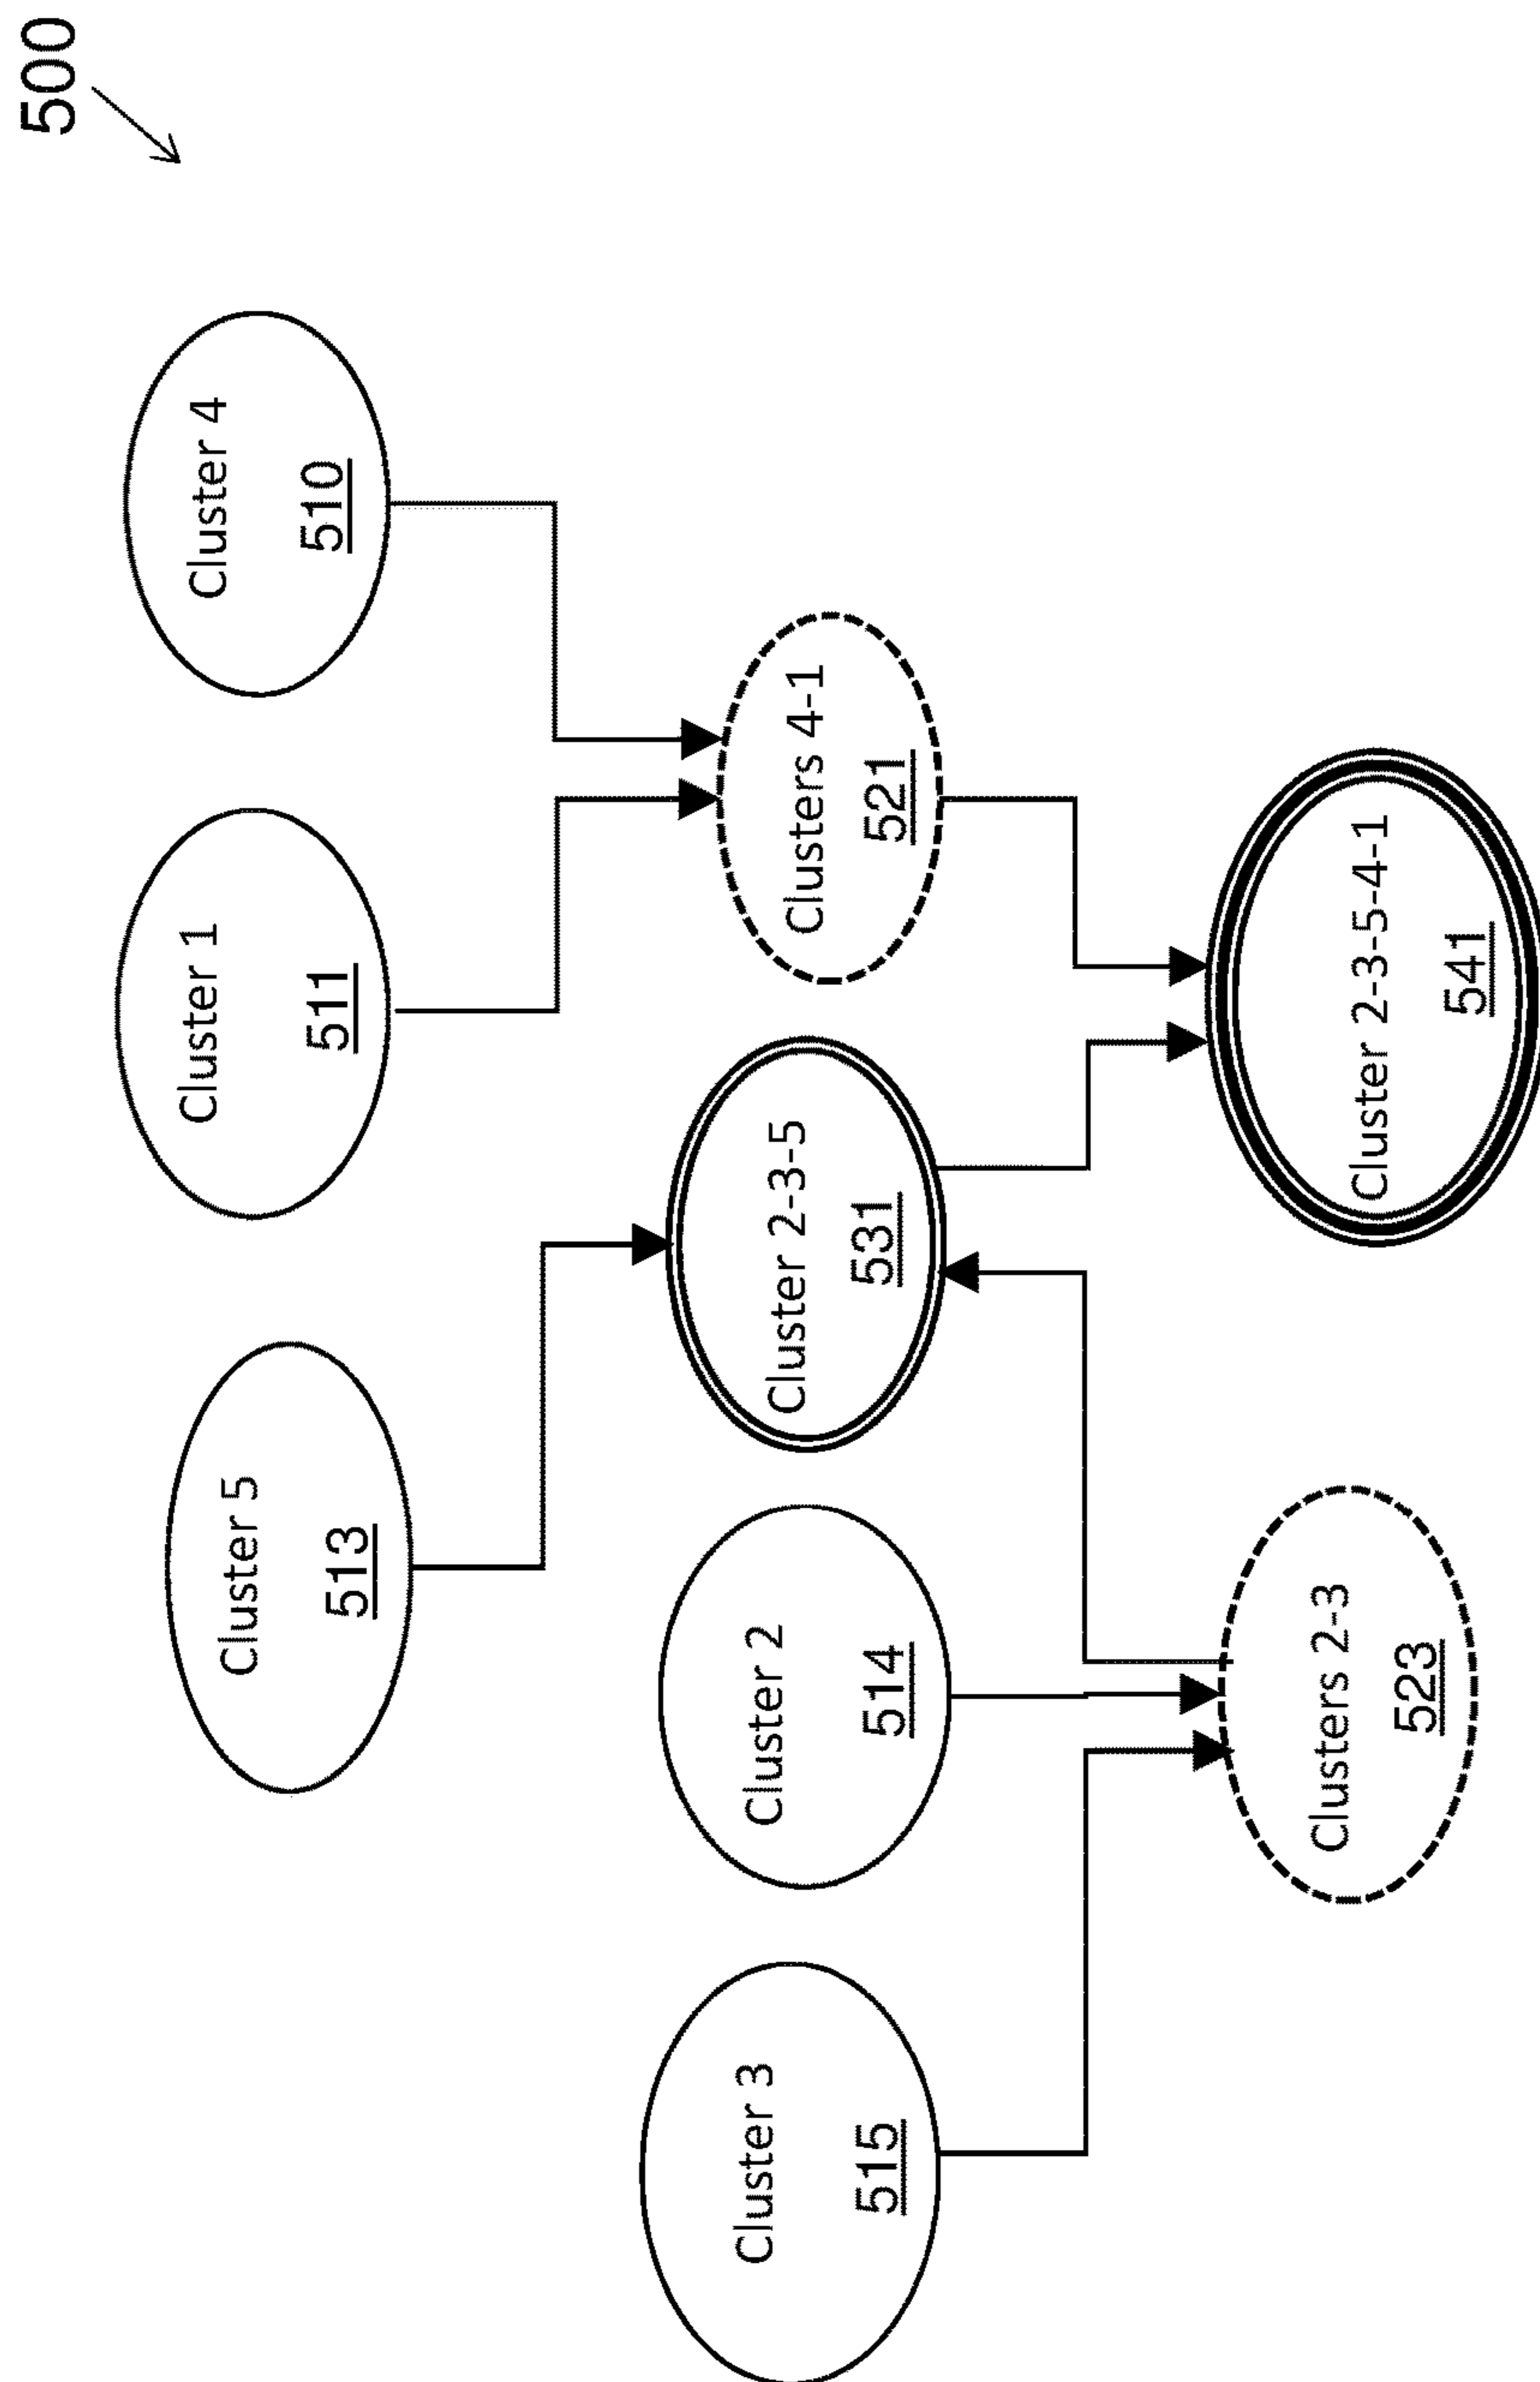 500
Cluster 3
515
Cluster 2
514
Cluster 5
513
Cluster 1
511
Cluster 4
510
Clusters 2-3
523
Cluster 2-3-5
531
Clusters 4-1
521
Cluster 2-3-5-4-1
541